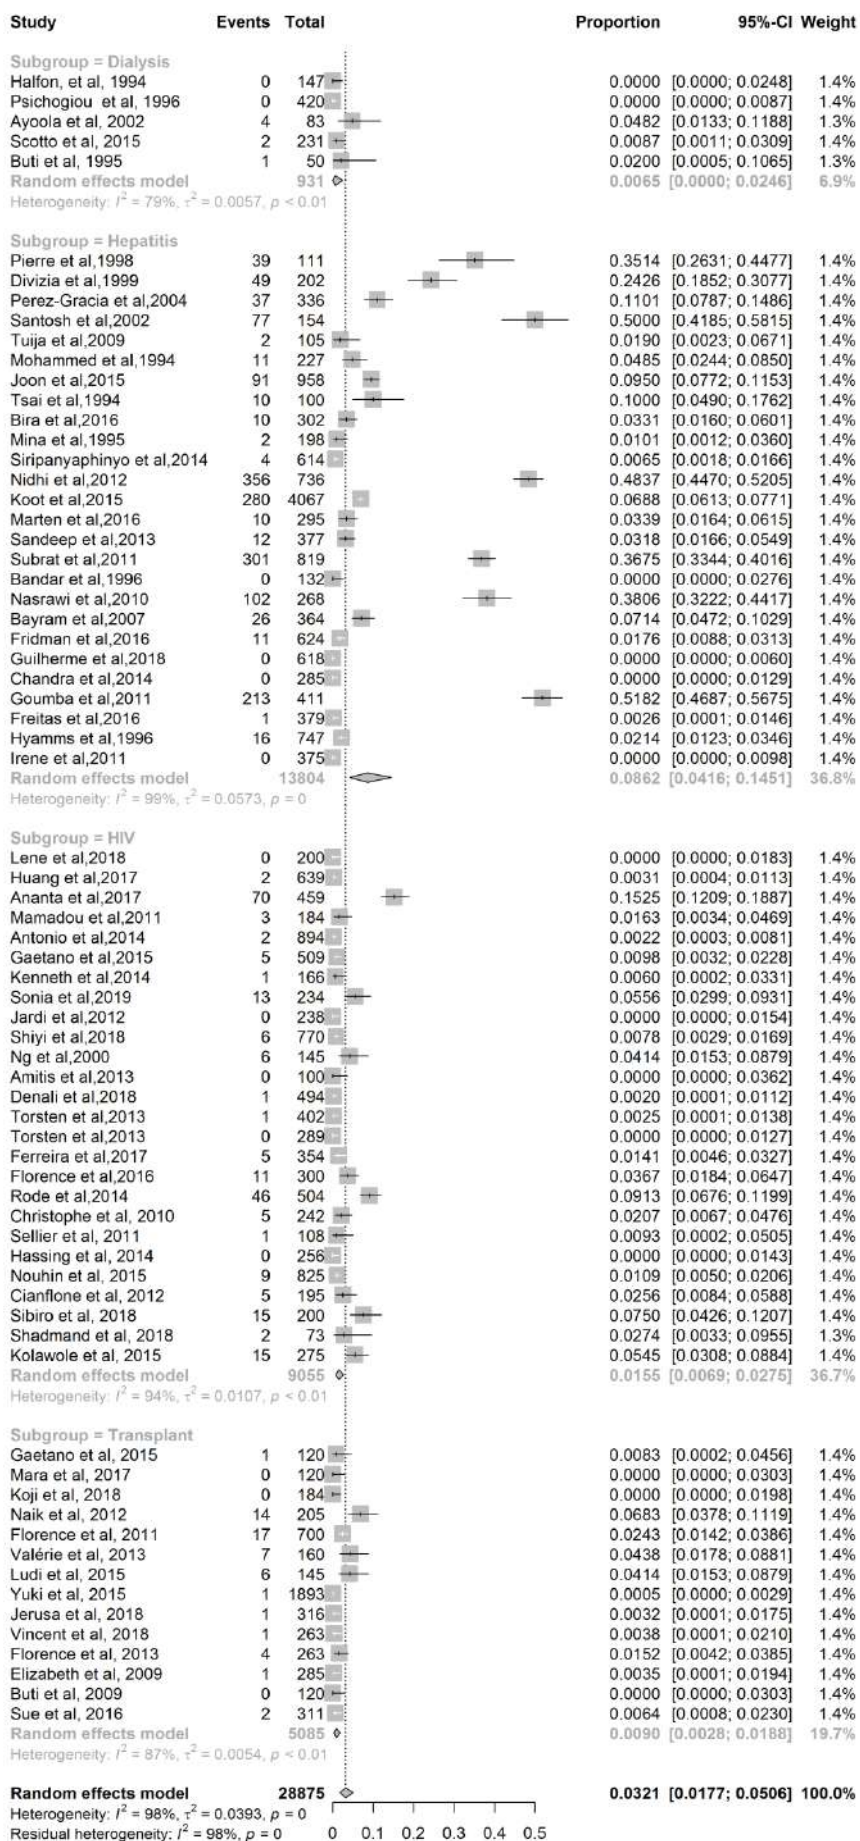 Study Events Total Proportion 95%-CI Weight
Subgroup = Dialysis
Halfon, et al, 1994 0 147 0.0000 [0.0000; 0.0248] 1.4%
Psichogiou et al, 1996 0 420 0.0000 [0.0000; 0.0087] 1.4%
Ayoola et al, 2002 4 83 0.0482 [0.0133; 0.1188] 1.3%
Scotto et al, 2015 2 231 0.0087 [0.0011; 0.0309] 1.4%
Buti et al, 1995 1 50 0.0200 [0.0005; 0.1065] 1.3%
Random effects model 931 0.0065 [0.0000; 0.0246] 6.9%
Heterogeneity: I² = 79%, τ² = 0.0057, p < 0.01
Subgroup = Hepatitis
Pierre et al,1998 39 111 0.3514 [0.2631; 0.4477] 1.4%
Divizia et al,1999 49 202 0.2426 [0.1852; 0.3077] 1.4%
Perez-Gracia et al,2004 37 336 0.1101 [0.0787; 0.1486] 1.4%
Santosh et al,2002 77 154 0.5000 [0.4185; 0.5815] 1.4%
Tuija et al,2009 2 105 0.0190 [0.0023; 0.0671] 1.4%
Mohammed et al,1994 11 227 0.0485 [0.0244; 0.0850] 1.4%
Joon et al,2015 91 958 0.0950 [0.0772; 0.1153] 1.4%
Tsai et al,1994 10 100 0.1000 [0.0490; 0.1762] 1.4%
Bira et al,2016 10 302 0.0331 [0.0160; 0.0601] 1.4%
Mina et al,1995 2 198 0.0101 [0.0012; 0.0360] 1.4%
Siripanyaphinyo et al,2014 4 614 0.0065 [0.0018; 0.0166] 1.4%
Nidhi et al,2012 356 736 0.4837 [0.4470; 0.5205] 1.4%
Koot et al,2015 280 4067 0.0688 [0.0613; 0.0771] 1.4%
Marten et al,2016 10 295 0.0339 [0.0164; 0.0615] 1.4%
Sandeep et al,2013 12 377 0.0318 [0.0166; 0.0549] 1.4%
Subrat et al,2011 301 819 0.3675 [0.3344; 0.4016] 1.4%
Bandar et al,1996 0 132 0.0000 [0.0000; 0.0276] 1.4%
Nasrawi et al,2010 102 268 0.3806 [0.3222; 0.4417] 1.4%
Bayram et al,2007 26 364 0.0714 [0.0472; 0.1029] 1.4%
Fridman et al,2016 11 624 0.0176 [0.0088; 0.0313] 1.4%
Guilherme et al,2018 0 618 0.0000 [0.0000; 0.0060] 1.4%
Chandra et al,2014 0 285 0.0000 [0.0000; 0.0129] 1.4%
Goumba et al,2011 213 411 0.5182 [0.4687; 0.5675] 1.4%
Freitas et al,2016 1 379 0.0026 [0.0001; 0.0146] 1.4%
Hyamms et al,1996 16 747 0.0214 [0.0123; 0.0346] 1.4%
Irene et al,2011 0 375 0.0000 [0.0000; 0.0098] 1.4%
Random effects model 13804 0.0862 [0.0416; 0.1451] 36.8%
Heterogeneity: I² = 99%, τ² = 0.0573, p = 0
Subgroup = HIV
Lene et al,2018 0 200 0.0000 [0.0000; 0.0183] 1.4%
Huang et al,2017 2 639 0.0031 [0.0004; 0.0113] 1.4%
Ananta et al,2017 70 459 0.1525 [0.1209; 0.1887] 1.4%
Mamadou et al,2011 3 184 0.0163 [0.0034; 0.0469] 1.4%
Antonio et al,2014 2 894 0.0022 [0.0003; 0.0081] 1.4%
Gaetano et al,2015 5 509 0.0098 [0.0032; 0.0228] 1.4%
Kenneth et al,2014 1 166 0.0060 [0.0002; 0.0331] 1.4%
Sonia et al,2019 13 234 0.0556 [0.0299; 0.0931] 1.4%
Jardi et al,2012 0 238 0.0000 [0.0000; 0.0154] 1.4%
Shiyi et al,2018 6 770 0.0078 [0.0029; 0.0169] 1.4%
Ng et al,2000 6 145 0.0414 [0.0153; 0.0879] 1.4%
Amitis et al,2013 0 100 0.0000 [0.0000; 0.0362] 1.4%
Denali et al,2018 1 494 0.0020 [0.0001; 0.0112] 1.4%
Torsten et al,2013 1 402 0.0025 [0.0001; 0.0138] 1.4%
Torsten et al,2013 0 289 0.0000 [0.0000; 0.0127] 1.4%
Ferreira et al,2017 5 354 0.0141 [0.0046; 0.0327] 1.4%
Florence et al,2016 11 300 0.0367 [0.0184; 0.0647] 1.4%
Rode et al,2014 46 504 0.0913 [0.0676; 0.1199] 1.4%
Christophe et al, 2010 5 242 0.0207 [0.0067; 0.0476] 1.4%
Sellier et al, 2011 1 108 0.0093 [0.0002; 0.0505] 1.4%
Hassing et al, 2014 0 256 0.0000 [0.0000; 0.0143] 1.4%
Nouhin et al, 2015 9 825 0.0109 [0.0050; 0.0206] 1.4%
Cianflone et al, 2012 5 195 0.0256 [0.0084; 0.0588] 1.4%
Sibiro et al, 2018 15 200 0.0750 [0.0426; 0.1207] 1.4%
Shadmand et al, 2018 2 73 0.0274 [0.0033; 0.0955] 1.3%
Kolawole et al, 2015 15 275 0.0545 [0.0308; 0.0884] 1.4%
Random effects model 9055 0.0155 [0.0069; 0.0275] 36.7%
Heterogeneity: I² = 94%, τ² = 0.0107, p < 0.01
Subgroup = Transplant
Gaetano et al, 2015 1 120 0.0083 [0.0002; 0.0456] 1.4%
Mara et al, 2017 0 120 0.0000 [0.0000; 0.0303] 1.4%
Koji et al, 2018 0 184 0.0000 [0.0000; 0.0198] 1.4%
Naik et al, 2012 14 205 0.0683 [0.0378; 0.1119] 1.4%
Florence et al, 2011 17 700 0.0243 [0.0142; 0.0386] 1.4%
Valérie et al, 2013 7 160 0.0438 [0.0178; 0.0881] 1.4%
Ludi et al, 2015 6 145 0.0414 [0.0153; 0.0879] 1.4%
Yuki et al, 2015 1 1893 0.0005 [0.0000; 0.0029] 1.4%
Jerusa et al, 2018 1 316 0.0032 [0.0001; 0.0175] 1.4%
Vincent et al, 2018 1 263 0.0038 [0.0001; 0.0210] 1.4%
Florence et al, 2013 4 263 0.0152 [0.0042; 0.0385] 1.4%
Elizabeth et al, 2009 1 285 0.0035 [0.0001; 0.0194] 1.4%
Buti et al, 2009 0 120 0.0000 [0.0000; 0.0303] 1.4%
Sue et al, 2016 2 311 0.0064 [0.0008; 0.0230] 1.4%
Random effects model 5085 0.0090 [0.0028; 0.0188] 19.7%
Heterogeneity: I² = 87%, τ² = 0.0054, p < 0.01
Random effects model 28875 0.0321 [0.0177; 0.0506] 100.0%
Heterogeneity: I² = 98%, τ² = 0.0393, p = 0
Residual heterogeneity: I² = 98%, p = 0 0 0.1 0.2 0.3 0.4 0.5